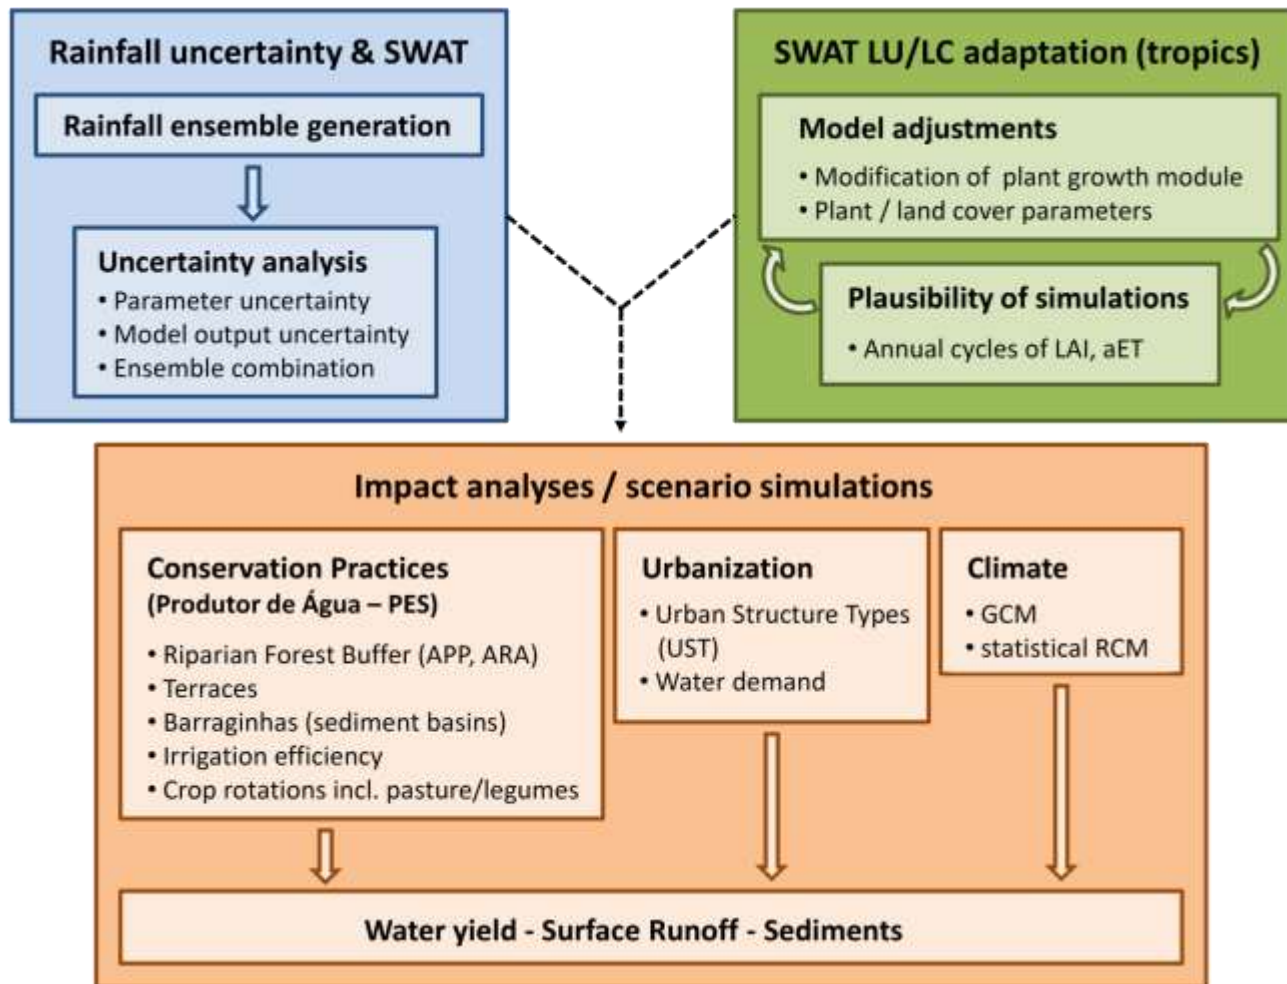 Rainfall uncertainty & SWAT
Rainfall ensemble generation
Uncertainty analysis
• Parameter uncertainty
• Model output uncertainty
• Ensemble combination
SWAT LU/LC adaptation (tropics)
Model adjustments
• Modification of plant growth module
• Plant / land cover parameters
Plausibility of simulations
• Annual cycles of LAI, aET
Impact analyses / scenario simulations
Conservation Practices
(Produtor de Água – PES)
• Riparian Forest Buffer (APP, ARA)
• Terraces
• Barraginhas (sediment basins)
• Irrigation efficiency
• Crop rotations incl. pasture/legumes
Urbanization
• Urban Structure Types
(UST)
• Water demand
Climate
• GCM
• statistical RCM
Water yield - Surface Runoff - Sediments